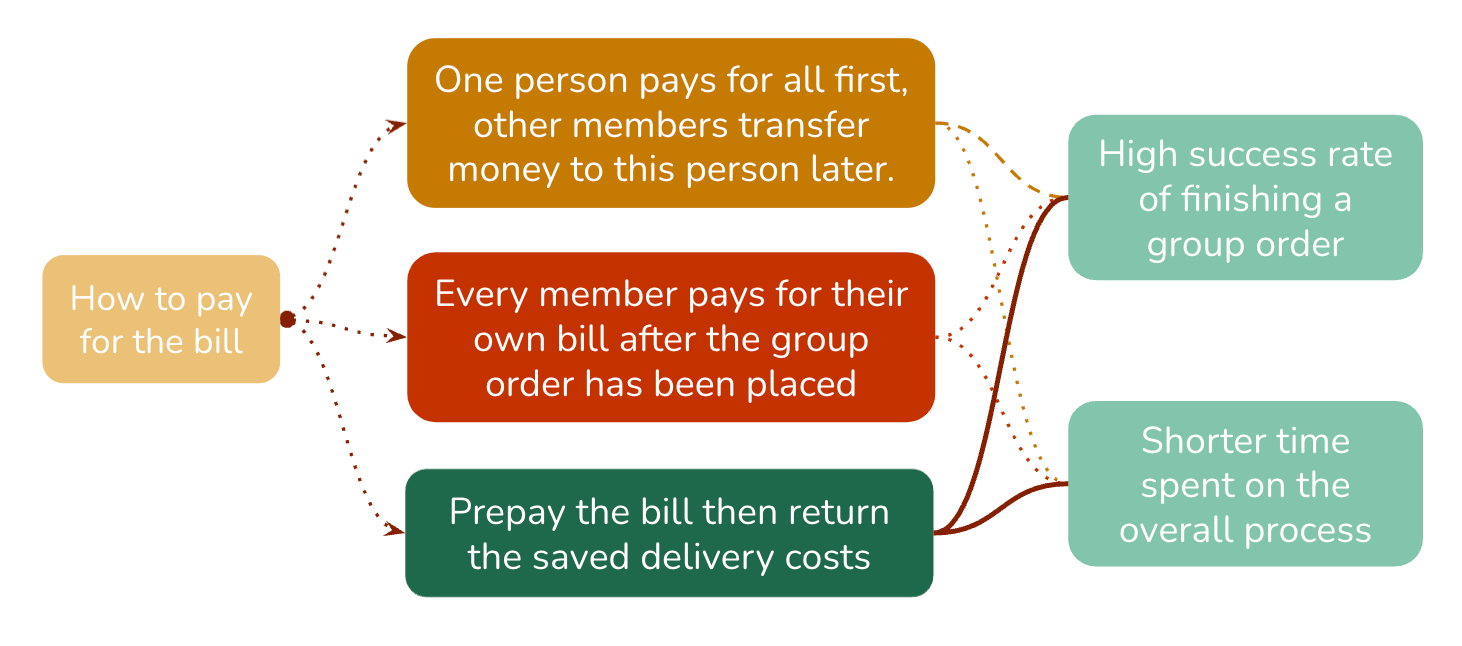 How to pay
for the bill
One person pays for all first,
other members transfer
money to this person later.
Every member pays for their
own bill after the group
order has been placed
Prepay the bill then return
the saved delivery costs
High success rate
of finishing a
group order
Shorter time
spent on the
overall process